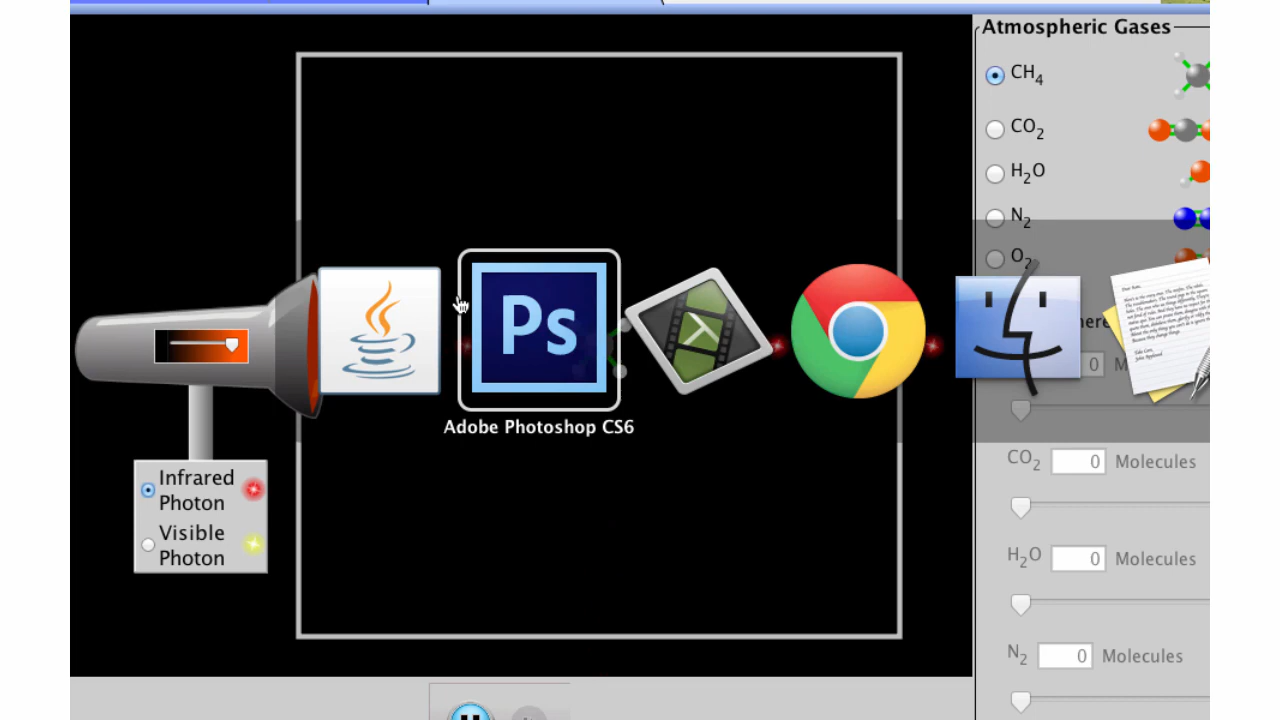 Atmospheric Gases
CH4
CO2
H2O
N2
O2
Ps
Adobe Photoshop CS6
0
Infrared
Photon
Visible
Photon
CO2 0 Molecules
H2O 0 Molecules
N2 0 Molecules